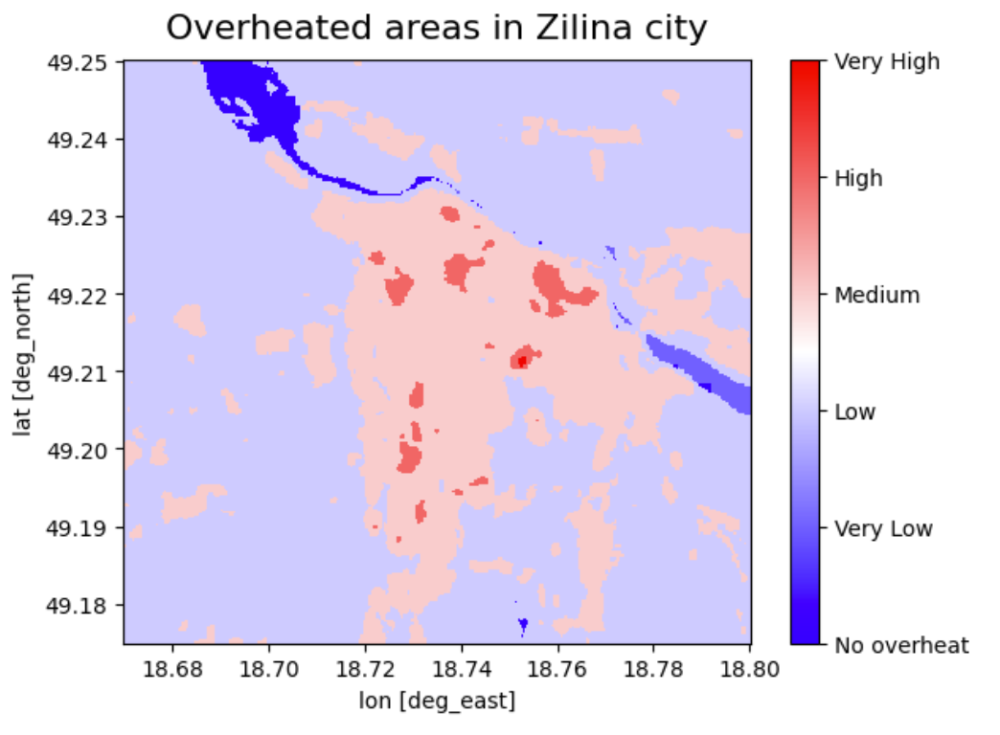 Overheated areas in Zilina city
49.25
49.24
49.23
49.22
49.21
49.20
49.19
49.18
lat [deg_north]
18.68 18.70 18.72 18.74 18.76 18.78 18.80
lon [deg_east]
Very High
High
Medium
Low
Very Low
No overheat